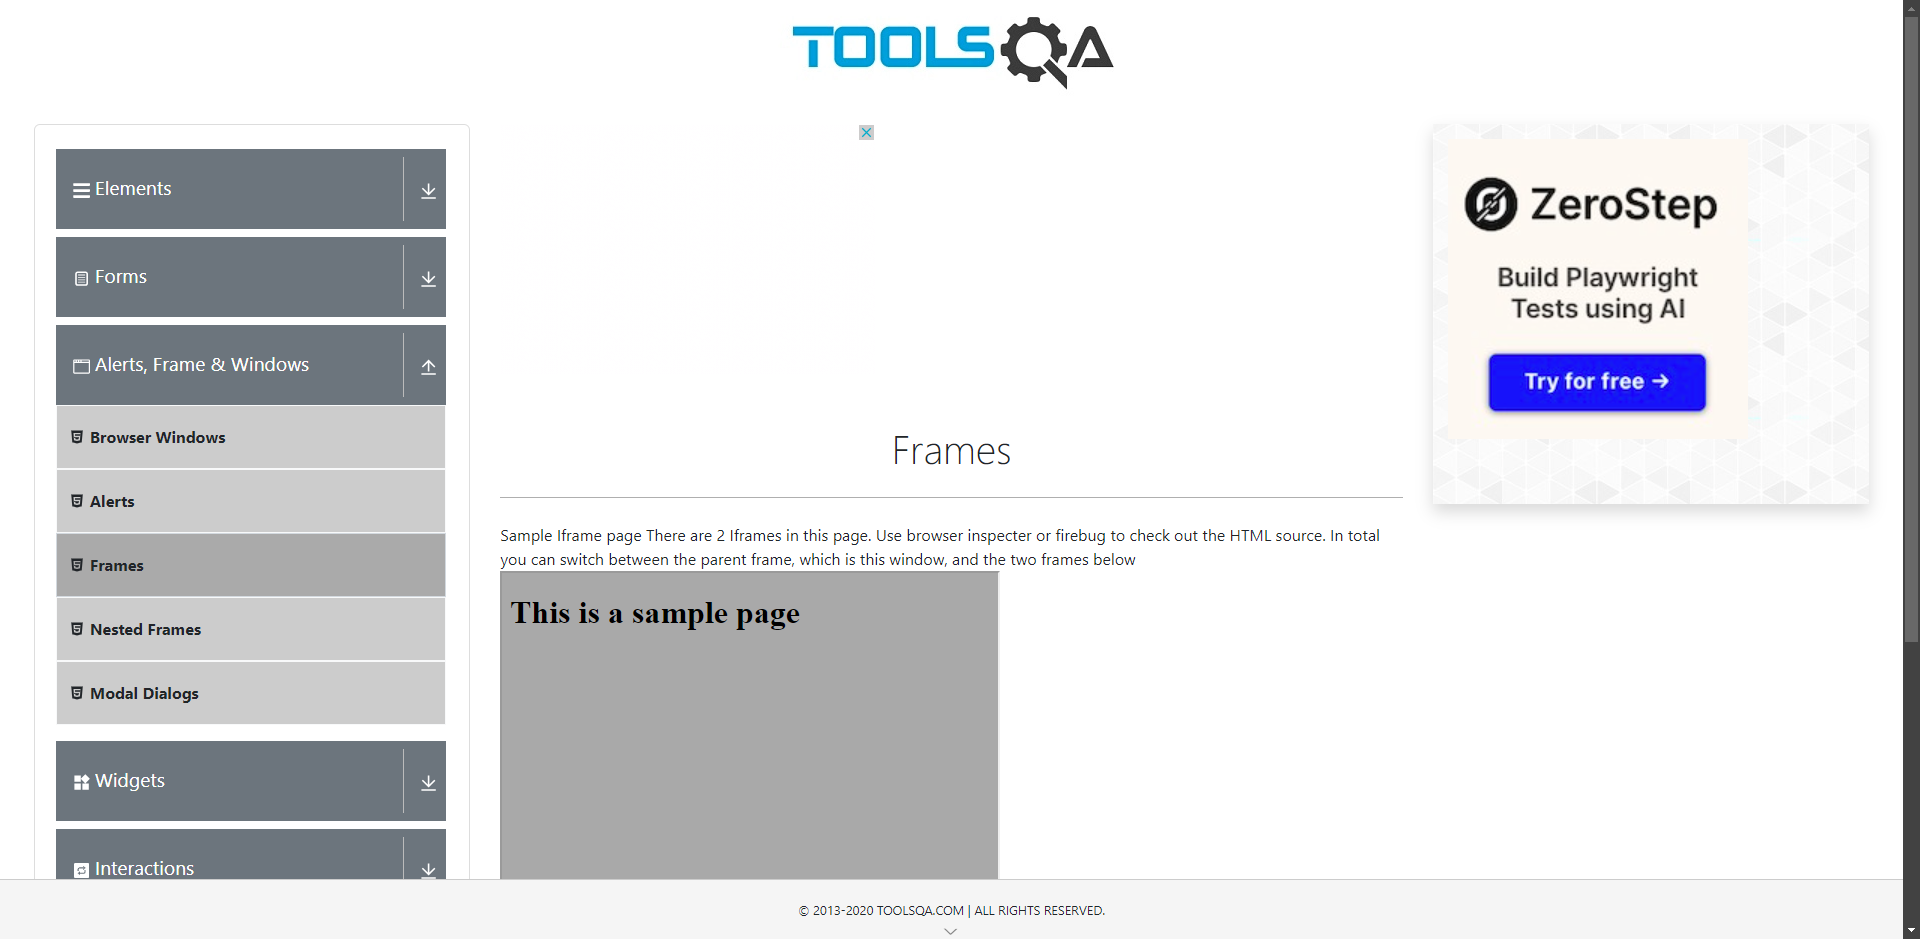 TOOLSQA
Elements
Forms
Alerts, Frame & Windows
Browser Windows
Alerts
Frames
Nested Frames
Modal Dialogs
Widgets
Interactions
Frames
Sample Iframe page There are 2 Iframes in this page. Use browser inspecter or firebug to check out the HTML source. In total
you can switch between the parent frame, which is this window, and the two frames below
This is a sample page
ZeroStep
Build Playwright
Tests using AI
Try for free →
© 2013-2020 TOOLSQA.COM | ALL RIGHTS RESERVED.